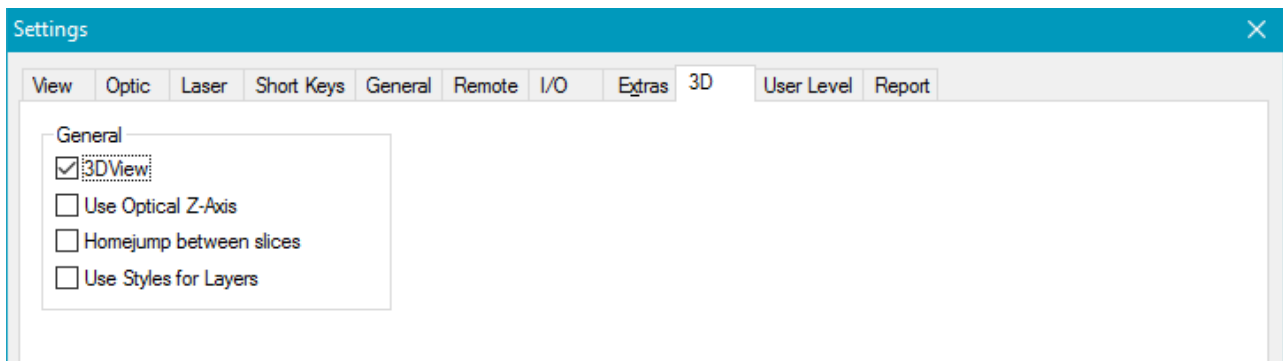 Settings
View Optic Laser Short Keys General Remote I/O Extras 3D User Level Report
General
3DView
Use Optical Z-Axis
Homejump between slices
Use Styles for Layers